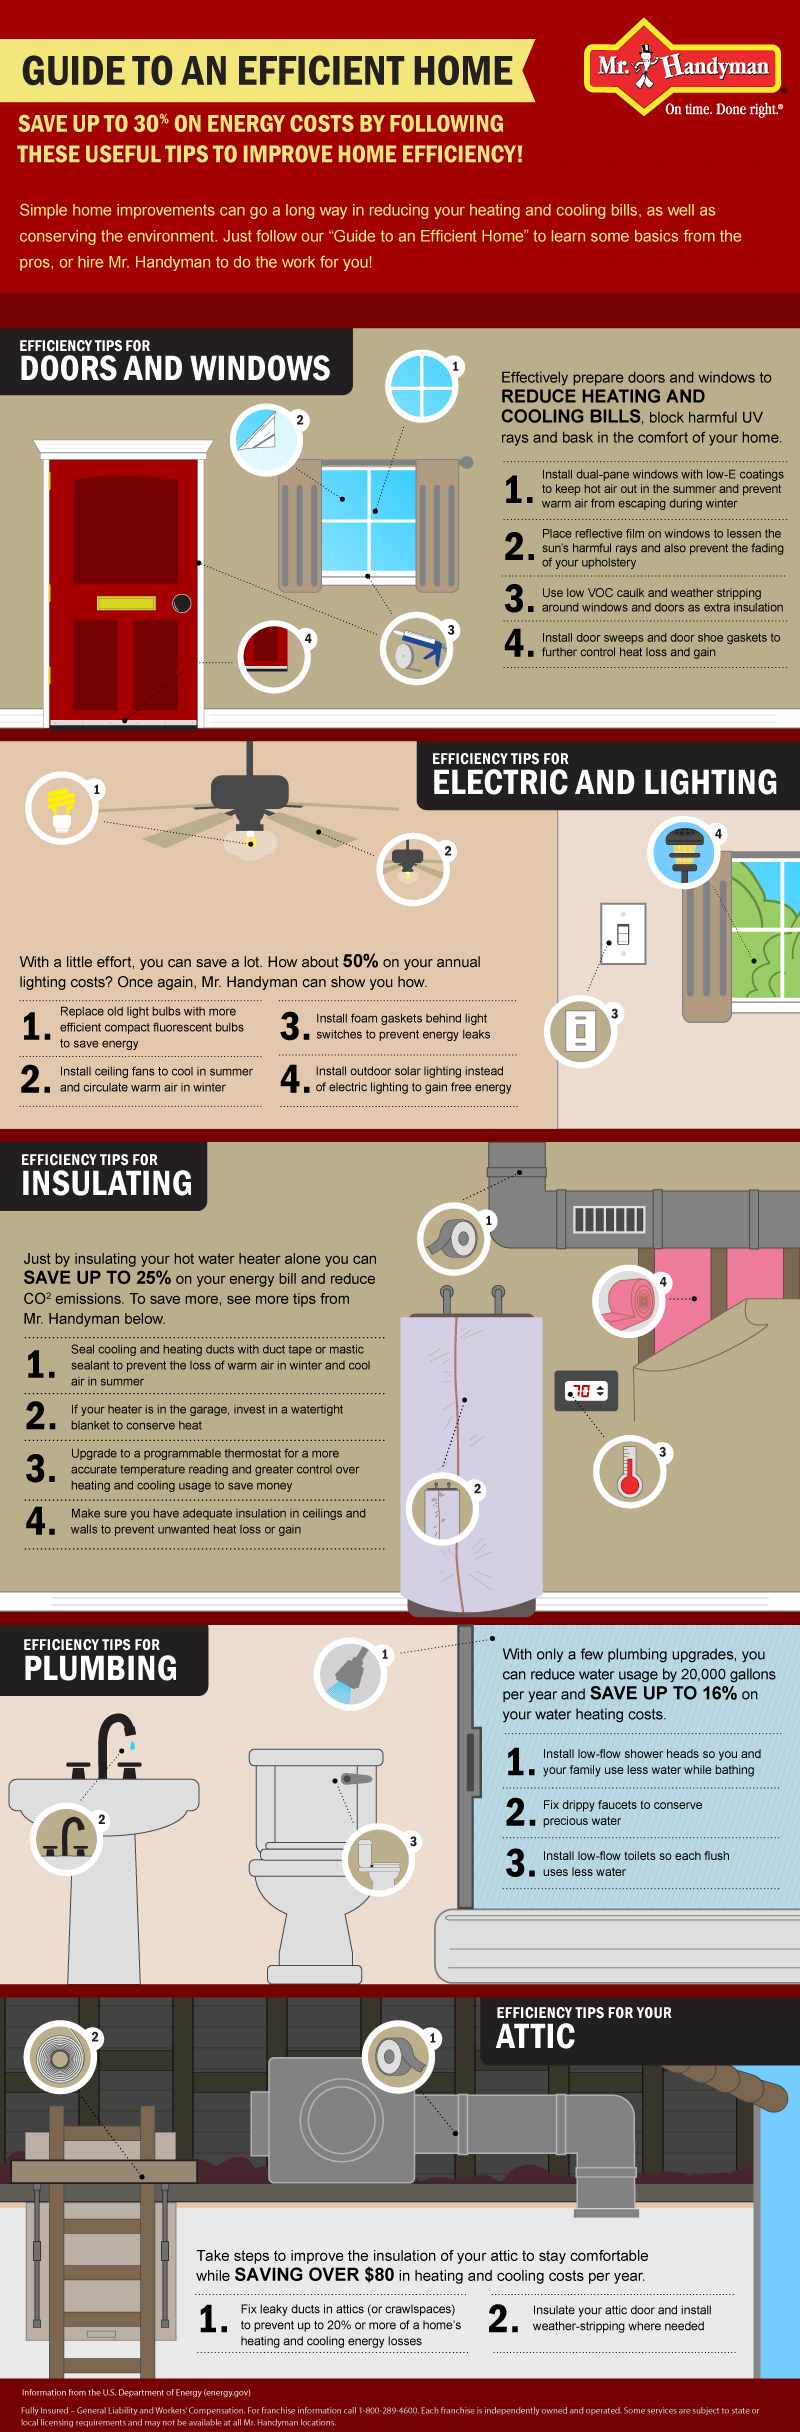 GUIDE TO AN EFFICIENT HOME
Mr. Handyman
On time. Done right.®
SAVE UP TO 30% ON ENERGY COSTS BY FOLLOWING
THESE USEFUL TIPS TO IMPROVE HOME EFFICIENCY!
Simple home improvements can go a long way in reducing your heating and cooling bills, as well as
conserving the environment. Just follow our “Guide to an Efficient Home” to learn some basics from the
pros, or hire Mr. Handyman to do the work for you!
EFFICIENCY TIPS FOR
DOORS AND WINDOWS
1
2
3
4
Effectively prepare doors and windows to
REDUCE HEATING AND
COOLING BILLS, block harmful UV
rays and bask in the comfort of your home.
1. Install dual-pane windows with low-E coatings
to keep hot air out in the summer and prevent
warm air from escaping during winter
2. Place reflective film on windows to lessen the
sun's harmful rays and also prevent the fading
of your upholstery
3. Use low VOC caulk and weather stripping
around windows and doors as extra insulation
4. Install door sweeps and door shoe gaskets to
further control heat loss and gain
EFFICIENCY TIPS FOR
ELECTRIC AND LIGHTING
1
2
4
3
With a little effort, you can save a lot. How about 50% on your annual
lighting costs? Once again, Mr. Handyman can show you how.
1. Replace old light bulbs with more
efficient compact fluorescent bulbs
to save energy
2. Install ceiling fans to cool in summer
and circulate warm air in winter
3. Install foam gaskets behind light
switches to prevent energy leaks
4. Install outdoor solar lighting instead
of electric lighting to gain free energy
EFFICIENCY TIPS FOR
INSULATING
1
4
70
3
2
Just by insulating your hot water heater alone you can
SAVE UP TO 25% on your energy bill and reduce
CO² emissions. To save more, see more tips from
Mr. Handyman below.
1. Seal cooling and heating ducts with duct tape or mastic
sealant to prevent the loss of warm air in winter and cool
air in summer
2. If your heater is in the garage, invest in a watertight
blanket to conserve heat
3. Upgrade to a programmable thermostat for a more
accurate temperature reading and greater control over
heating and cooling usage to save money
4. Make sure you have adequate insulation in ceilings and
walls to prevent unwanted heat loss or gain
EFFICIENCY TIPS FOR
PLUMBING
1
2
3
With only a few plumbing upgrades, you
can reduce water usage by 20,000 gallons
per year and SAVE UP TO 16% on
your water heating costs.
1. Install low-flow shower heads so you and
your family use less water while bathing
2. Fix drippy faucets to conserve
precious water
3. Install low-flow toilets so each flush
uses less water
EFFICIENCY TIPS FOR YOUR
ATTIC
2
1
Take steps to improve the insulation of your attic to stay comfortable
while SAVING OVER $80 in heating and cooling costs per year.
1. Fix leaky ducts in attics (or crawlspaces)
to prevent up to 20% or more of a home's
heating and cooling energy losses
2. Insulate your attic door and install
weather-stripping where needed
Information from the U.S. Department of Energy (energy.gov)
Fully Insured – General Liability and Workers' Compensation. For franchise information call 1-800-289-4600. Each franchise is independently owned and operated. Some services are subject to state or
local licensing requirements and may not be available at all Mr. Handyman locations.